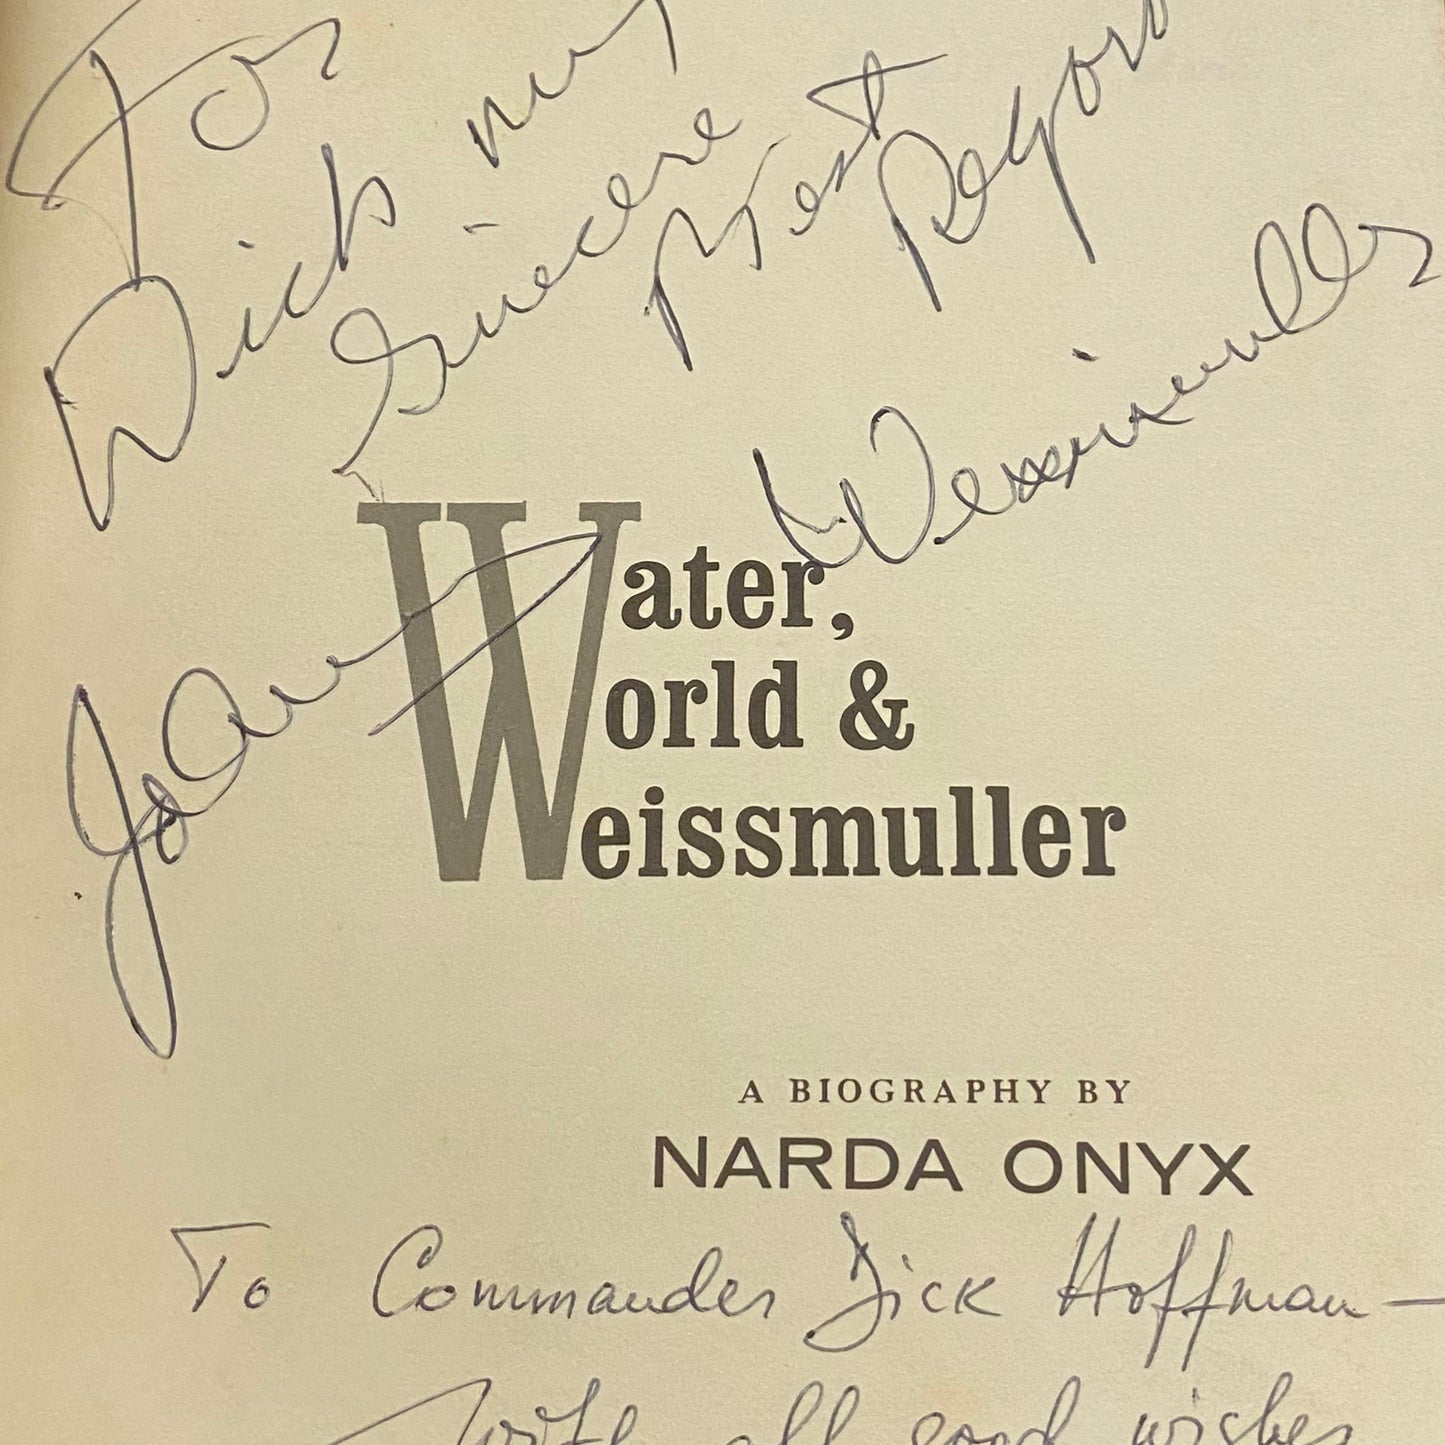 For
Dick my
Sincere
Best Regards
Johnny Weissmuller
Water,
World &
Weissmuller
A BIOGRAPHY BY
NARDA ONYX
To Commander Dick Hoffman —
with all good wishes